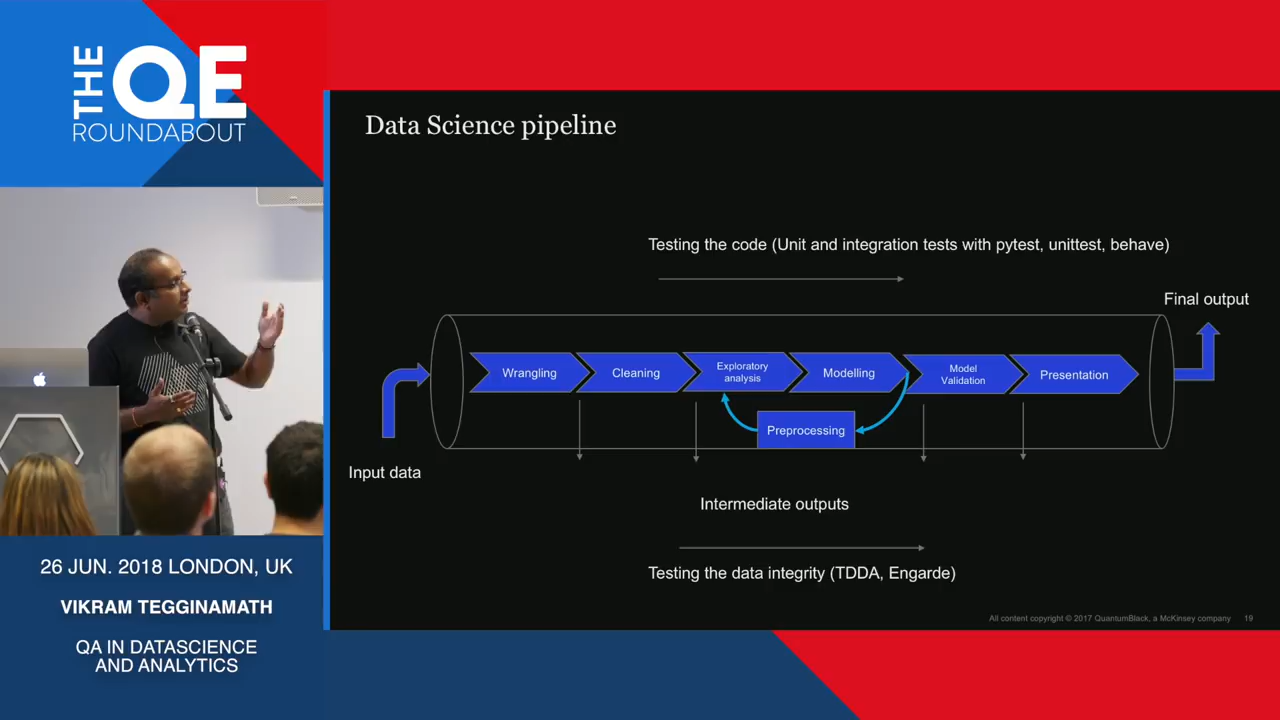 THE
QE
ROUNDABOUT
Data Science pipeline
Testing the code (Unit and integration tests with pytest, unittest, behave)
Final output
Wrangling
Cleaning
Exploratory
analysis
Modelling
Model
Validation
Presentation
Preprocessing
Input data
Intermediate outputs
Testing the data integrity (TDDA, Engarde)
All content copyright © 2017 QuantumBlack, a McKinsey company 19
26 JUN. 2018 LONDON, UK
VIKRAM TEGGINAMATH
QA IN DATASCIENCE
AND ANALYTICS